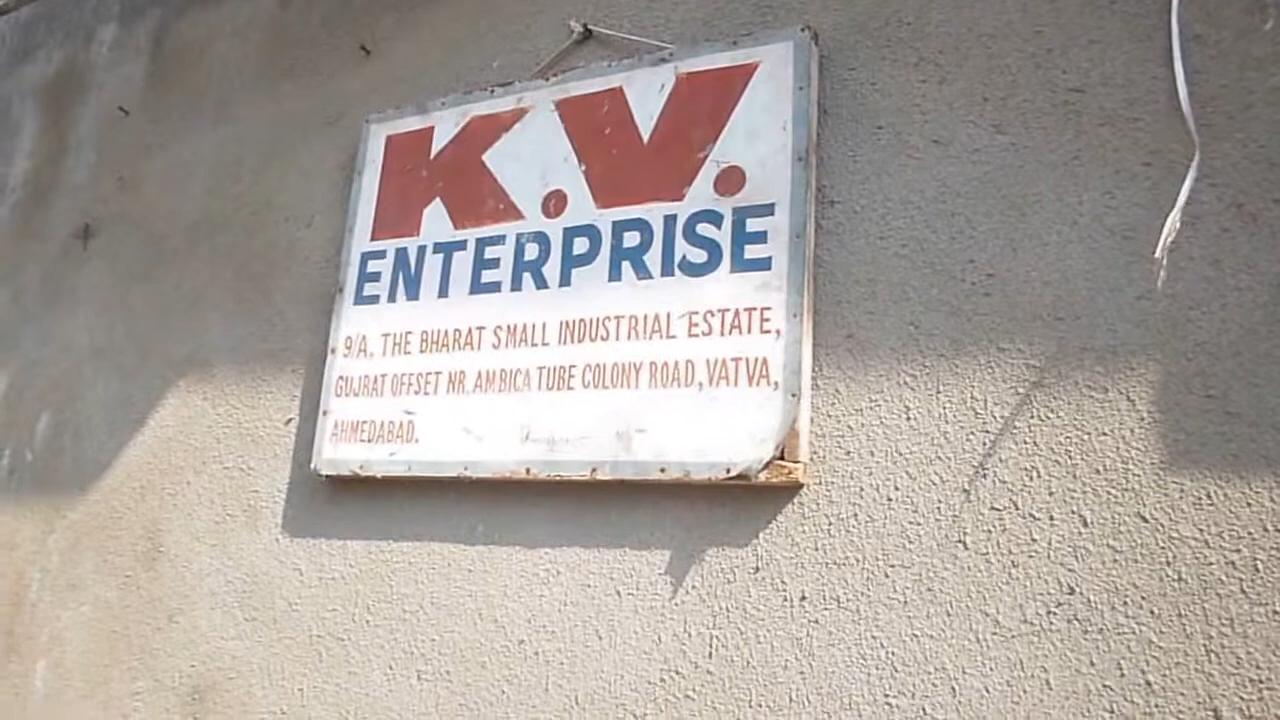 K.V.
ENTERPRISE
9/A. THE BHARAT SMALL INDUSTRIAL ESTATE,
GUJRAT OFFSET NR. AMBICA TUBE COLONY ROAD, VATVA,
AHMEDABAD.